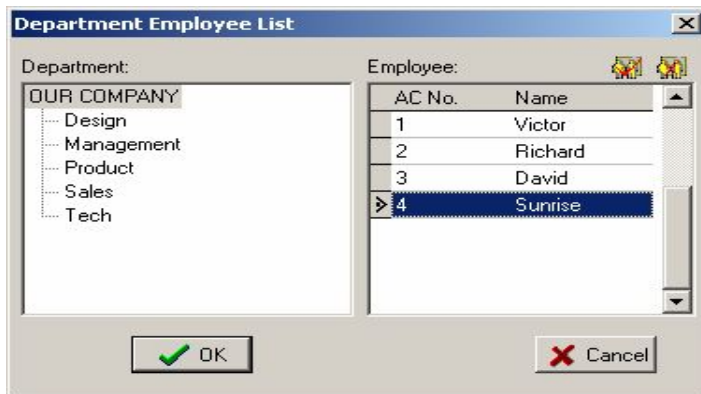 Department Employee List
Department:
OUR COMPANY
Design
Management
Product
Sales
Tech
Employee:
AC No. Name
1 Victor
2 Richard
3 David
4 Sunrise
OK
Cancel